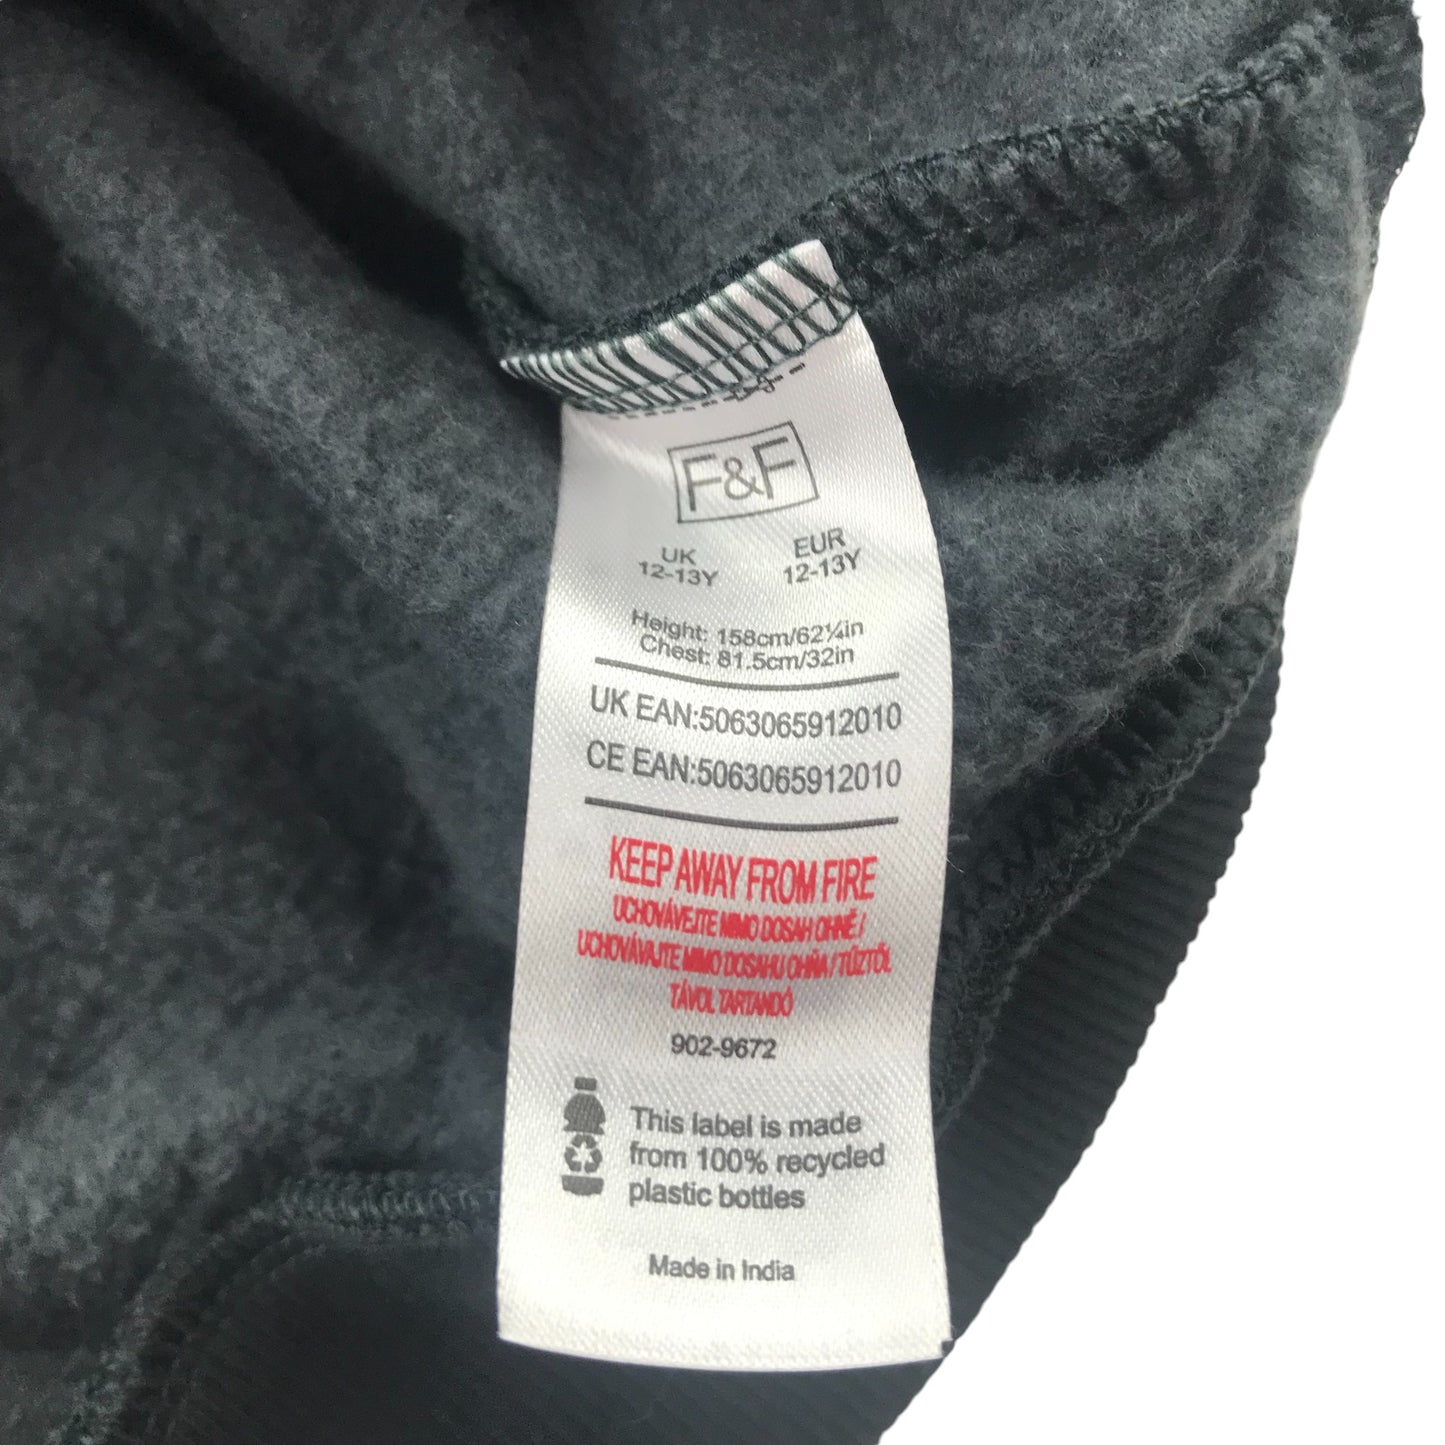 F&F
UK EUR
12-13Y 12-13Y
Height: 158cm/62¼in
Chest: 81.5cm/32in
UK EAN:5063065912010
CE EAN:5063065912010
KEEP AWAY FROM FIRE
UCHOVÁVEJTE MIMO DOSAH OHNĚ/
UCHOVÁVAJTE MIMO DOSAHU OHŇA/TŰZTŐL
TÁVOL TARTANDÓ
902-9672
This label is made
from 100% recycled
plastic bottles
Made in India